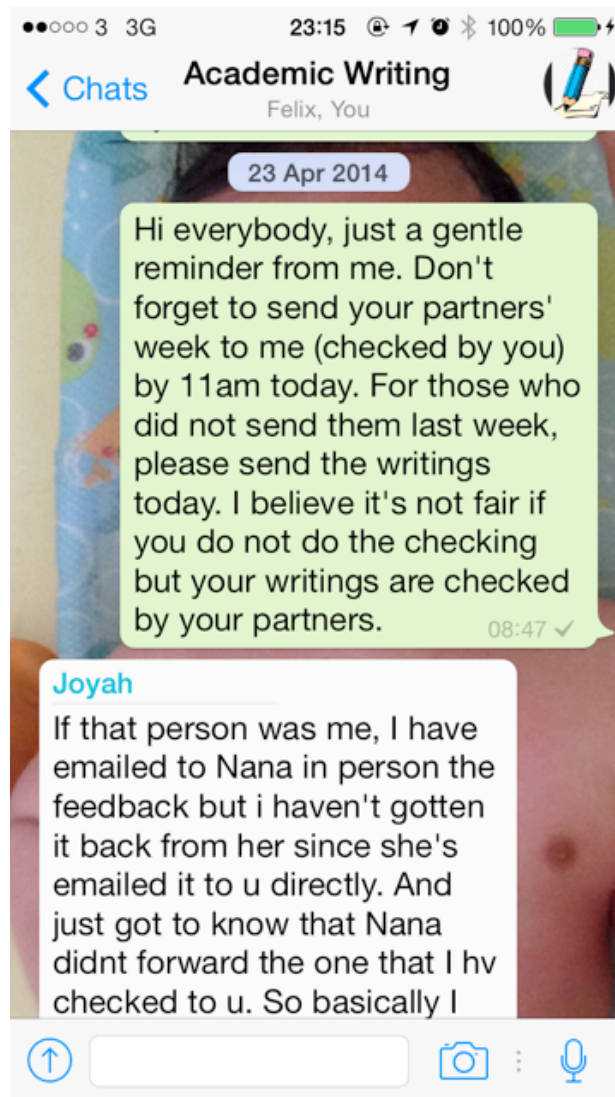 3 3G 23:15 100%
Chats
Academic Writing
Felix, You
23 Apr 2014
Hi everybody, just a gentle
reminder from me. Don't
forget to send your partners'
week to me (checked by you)
by 11am today. For those who
did not send them last week,
please send the writings
today. I believe it's not fair if
you do not do the checking
but your writings are checked
by your partners.
08:47
Joyah
If that person was me, I have
emailed to Nana in person the
feedback but i haven't gotten
it back from her since she's
emailed it to u directly. And
just got to know that Nana
didnt forward the one that I hv
checked to u. So basically I